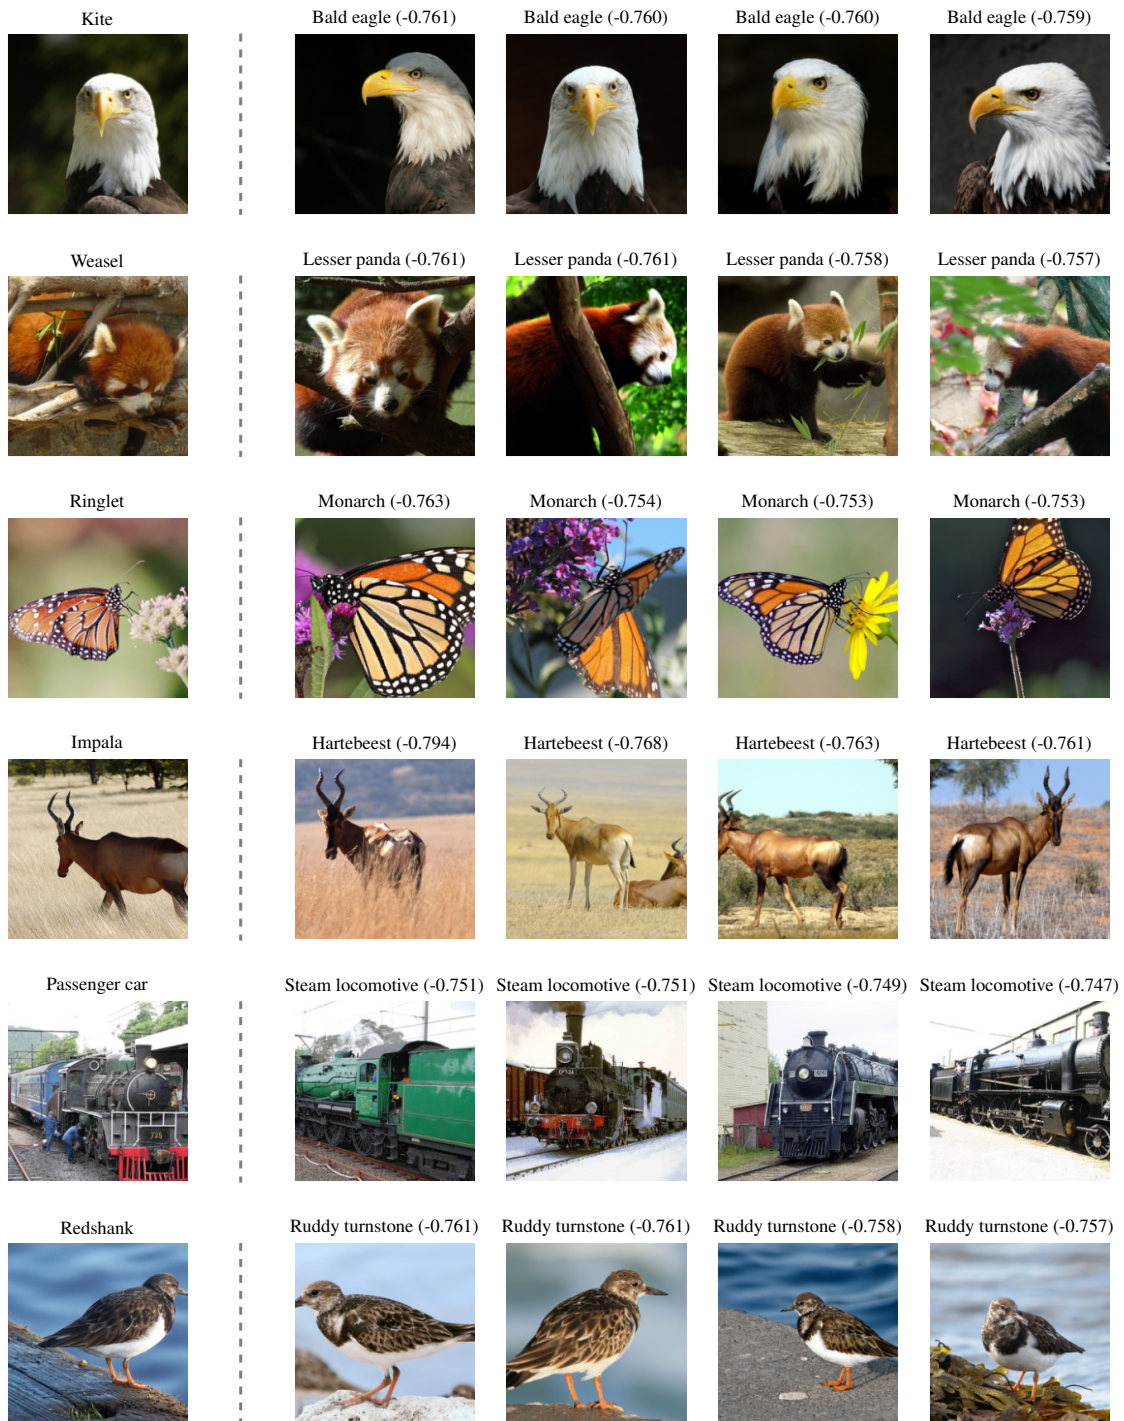 Kite
Bald eagle (-0.761)
Bald eagle (-0.760)
Bald eagle (-0.760)
Bald eagle (-0.759)
Weasel
Lesser panda (-0.761)
Lesser panda (-0.761)
Lesser panda (-0.758)
Lesser panda (-0.757)
Ringlet
Monarch (-0.763)
Monarch (-0.754)
Monarch (-0.753)
Monarch (-0.753)
Impala
Hartebeest (-0.794)
Hartebeest (-0.768)
Hartebeest (-0.763)
Hartebeest (-0.761)
Passenger car
Steam locomotive (-0.751)
Steam locomotive (-0.751)
Steam locomotive (-0.749)
Steam locomotive (-0.747)
Redshank
Ruddy turnstone (-0.761)
Ruddy turnstone (-0.761)
Ruddy turnstone (-0.758)
Ruddy turnstone (-0.757)